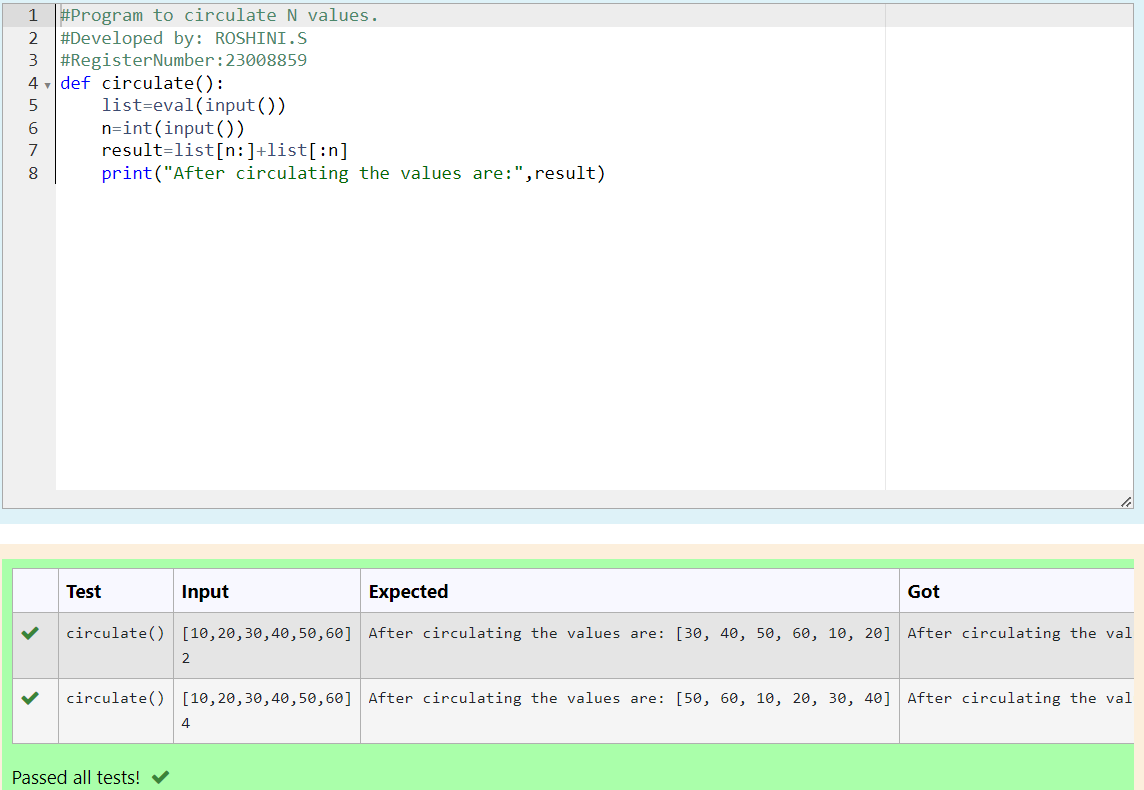 1 #Program to circulate N values.
2 #Developed by: ROSHINI.S
3 #RegisterNumber:23008859
4 def circulate():
5     list=eval(input())
6     n=int(input())
7     result=list[n:]+list[:n]
8     print("After circulating the values are:",result)
Test Input Expected Got
circulate() [10,20,30,40,50,60] After circulating the values are: [30, 40, 50, 60, 10, 20] After circulating the val
2
circulate() [10,20,30,40,50,60] After circulating the values are: [50, 60, 10, 20, 30, 40] After circulating the val
4
Passed all tests!